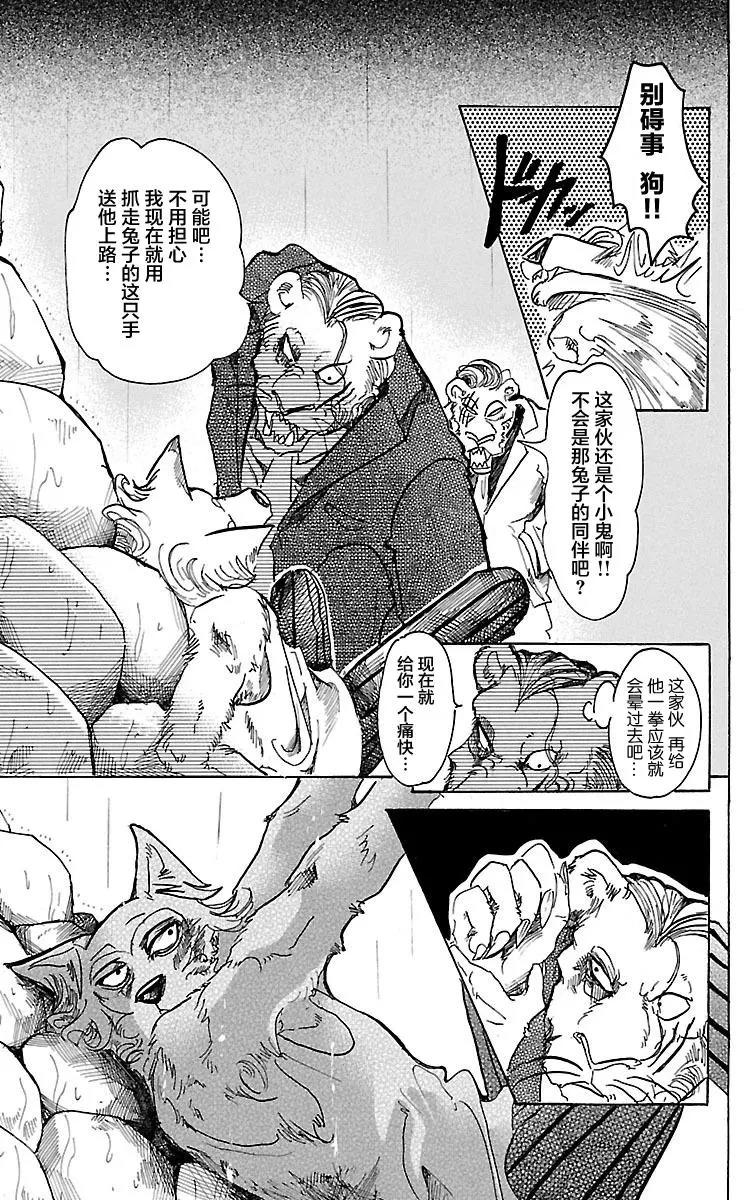 别碍事
狗!!
ドカッ
这家伙还是个小鬼啊!!
不会是那兔子的同伴吧?
可能吧…
不用担心
我现在就用
抓走兔子的这只手
送他上路…
这家伙 再给
他一拳应该就
会晕过去吧…
现在就
给你一个痛快…